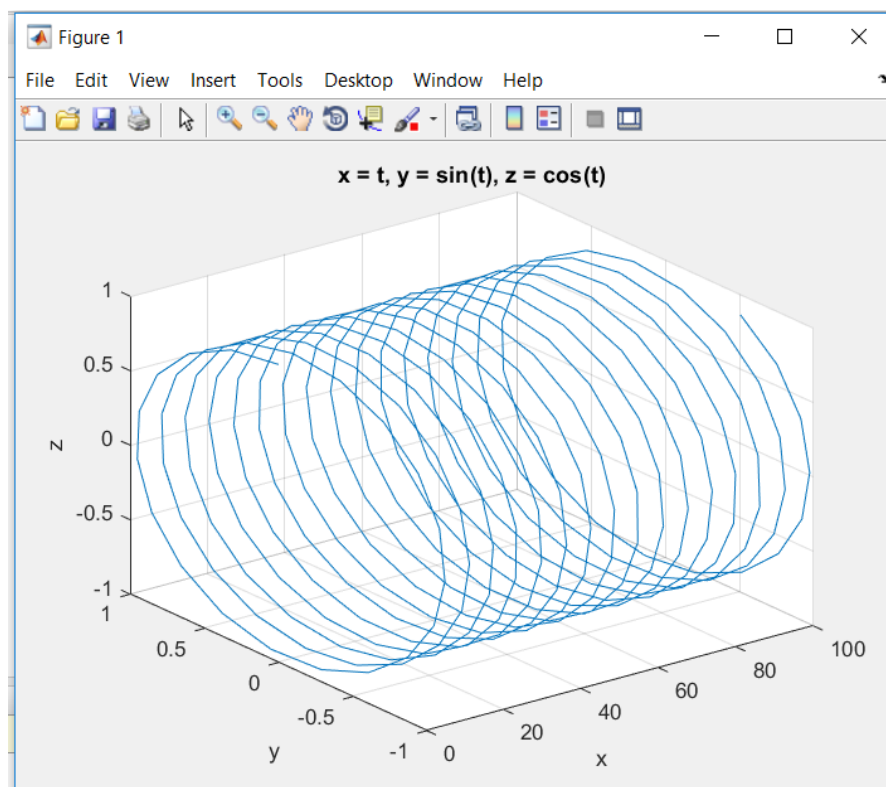 Figure 1
File Edit View Insert Tools Desktop Window Help
x = t, y = sin(t), z = cos(t)
1
0.5
0
-0.5
-1
z
1
0.5
0
-0.5
-1
y
0
20
40
60
80
100
x